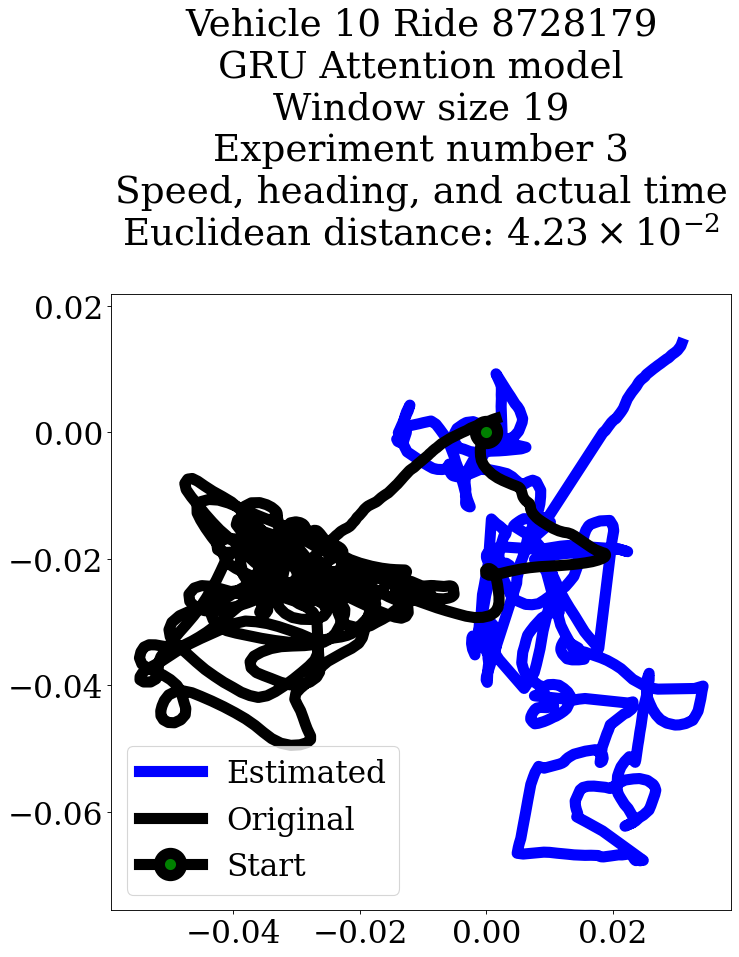 Vehicle 10 Ride 8728179
GRU Attention model
Window size 19
Experiment number 3
Speed, heading, and actual time
Euclidean distance: 4.23 × 10⁻²
0.02
0.00
−0.02
−0.04
−0.06
Estimated
Original
Start
−0.04
−0.02
0.00
0.02